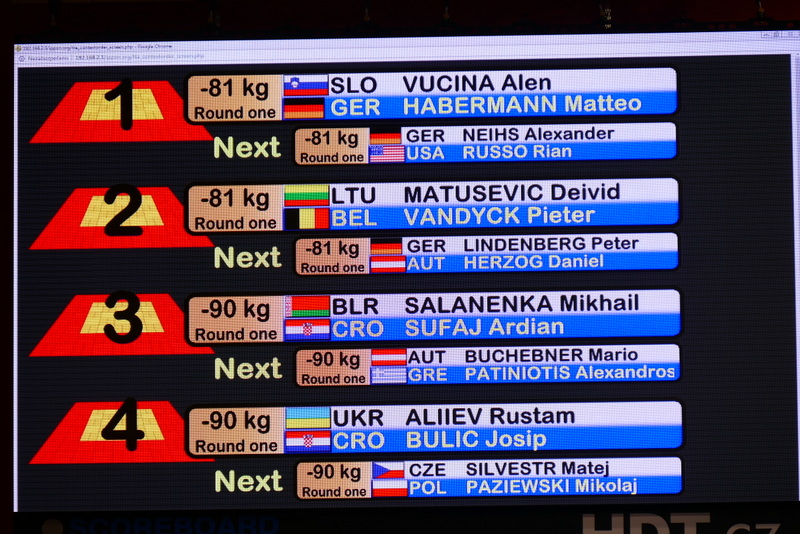 1
-81 kg
Round one
SLO VUCINA Alen
GER HABERMANN Matteo
Next
-81 kg
Round one
GER NEIHS Alexander
USA RUSSO Rian
2
-81 kg
Round one
LTU MATUSEVIC Deivid
BEL VANDYCK Pieter
Next
-81 kg
Round one
GER LINDENBERG Peter
AUT HERZOG Daniel
3
-90 kg
Round one
BLR SALANENKA Mikhail
CRO SUFAJ Ardian
Next
-90 kg
Round one
AUT BUCHEBNER Mario
GRE PATINIOTIS Alexandros
4
-90 kg
Round one
UKR ALIIEV Rustam
CRO BULIC Josip
Next
-90 kg
Round one
CZE SILVESTR Matej
POL PAZIEWSKI Mikolaj
SCOREBOARD
HDT.cz